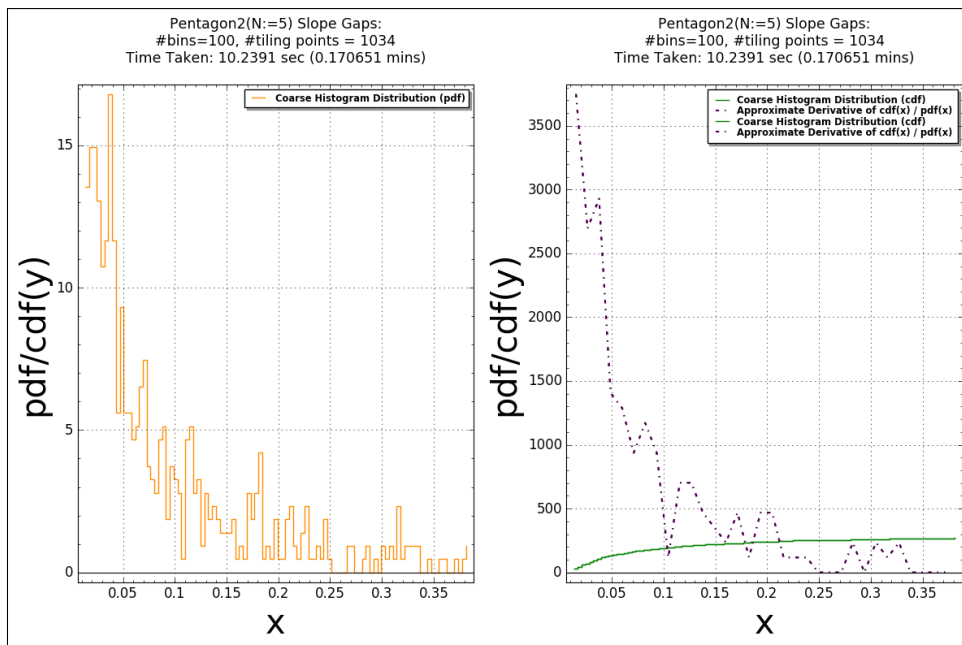 Pentagon2(N:=5) Slope Gaps:
#bins=100, #tiling points = 1034
Time Taken: 10.2391 sec (0.170651 mins)
Coarse Histogram Distribution (pdf)
15
10
5
0
0.05 0.1 0.15 0.2 0.25 0.3 0.35
pdf/cdf(y)
x
Pentagon2(N:=5) Slope Gaps:
#bins=100, #tiling points = 1034
Time Taken: 10.2391 sec (0.170651 mins)
Coarse Histogram Distribution (cdf)
Approximate Derivative of cdf(x) / pdf(x)
Coarse Histogram Distribution (cdf)
Approximate Derivative of cdf(x) / pdf(x)
3500
3000
2500
2000
1500
1000
500
0
0.05 0.1 0.15 0.2 0.25 0.3 0.35
pdf/cdf(y)
x